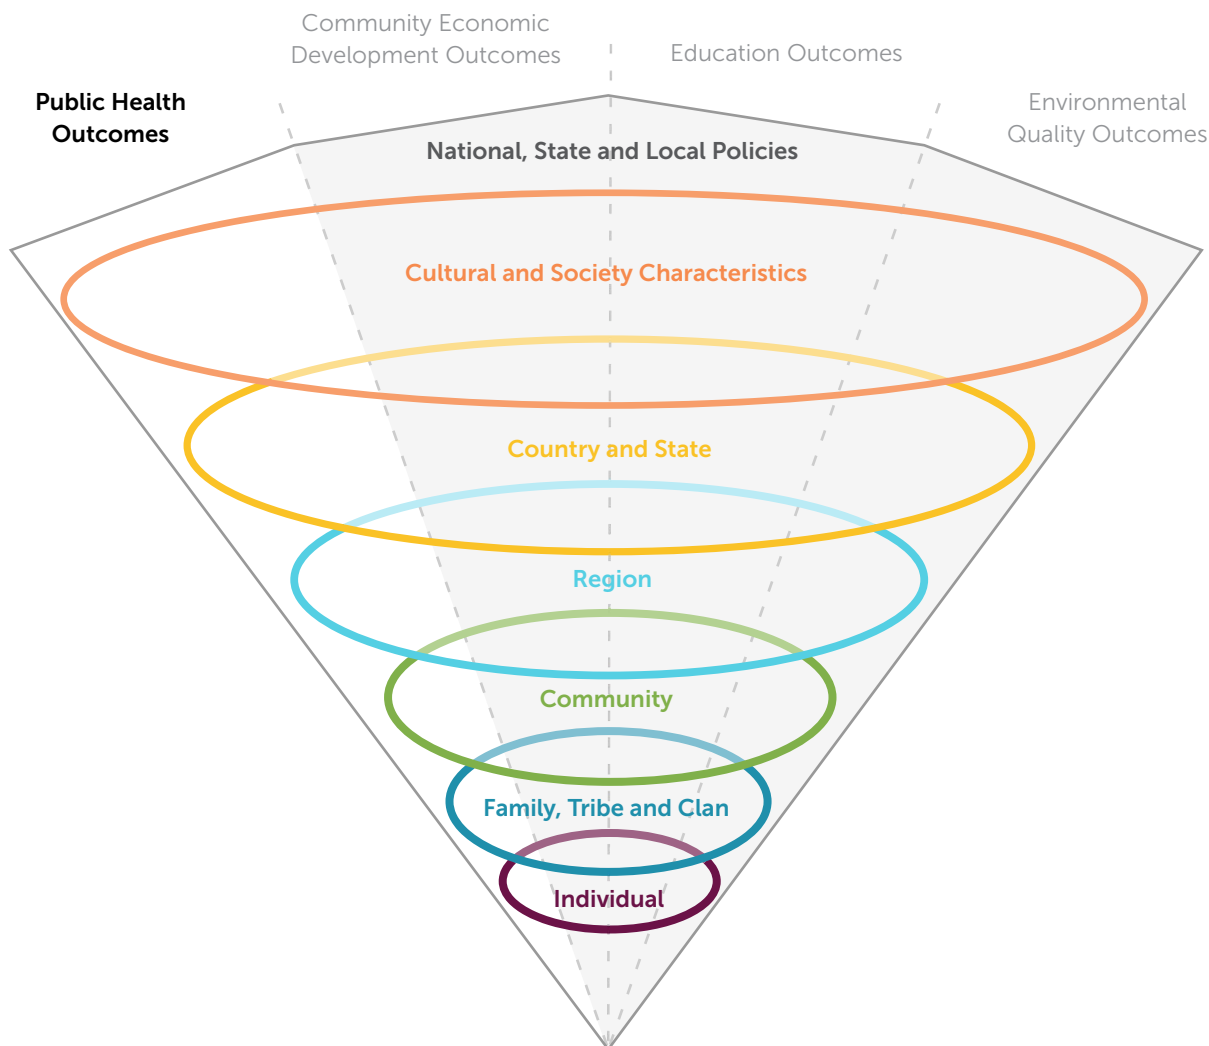 Community Economic
Development Outcomes
Education Outcomes
Public Health
Outcomes
Environmental
Quality Outcomes
National, State and Local Policies
Cultural and Society Characteristics
Country and State
Region
Community
Family, Tribe and Clan
Individual